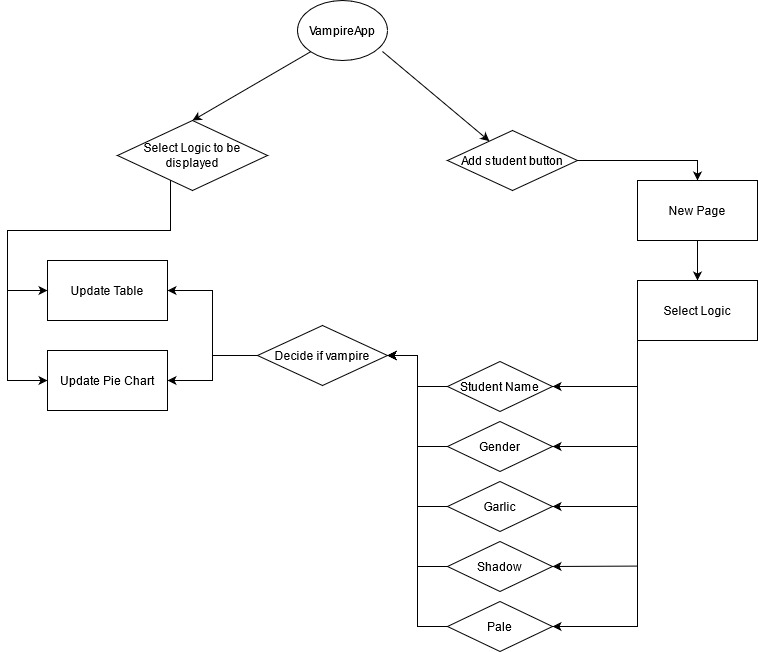 VampireApp
Select Logic to be
displayed
Add student button
New Page
Update Table
Select Logic
Update Pie Chart
Decide if vampire
Student Name
Gender
Garlic
Shadow
Pale